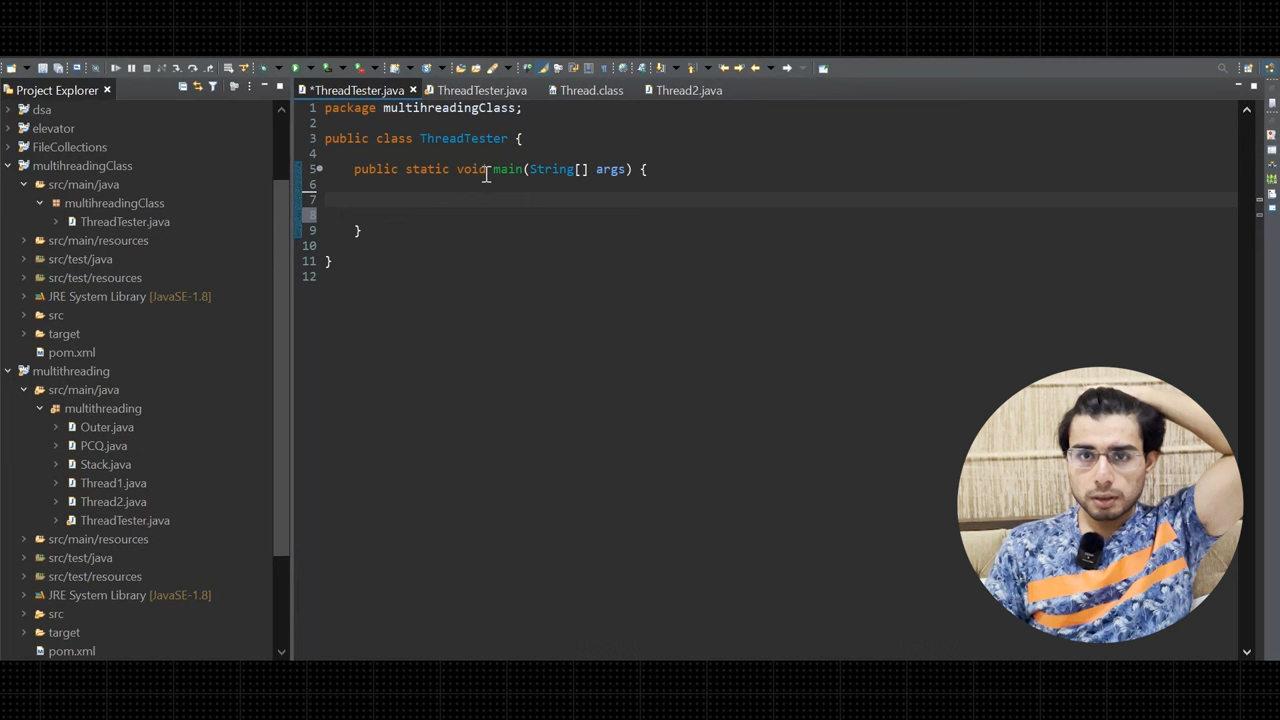 Project Explorer
*ThreadTester.java
ThreadTester.java
Thread.class
Thread2.java
dsa
elevator
FileCollections
multihreadingClass
src/main/java
multihreadingClass
ThreadTester.java
src/main/resources
src/test/java
src/test/resources
JRE System Library [JavaSE-1.8]
src
target
pom.xml
multithreading
src/main/java
multithreading
Outer.java
PCQ.java
Stack.java
Thread1.java
Thread2.java
ThreadTester.java
src/main/resources
src/test/java
src/test/resources
JRE System Library [JavaSE-1.8]
src
target
pom.xml
1 package multihreadingClass;
2
3 public class ThreadTester {
4
5 public static void main(String[] args) {
6
7
8
9 }
10
11 }
12